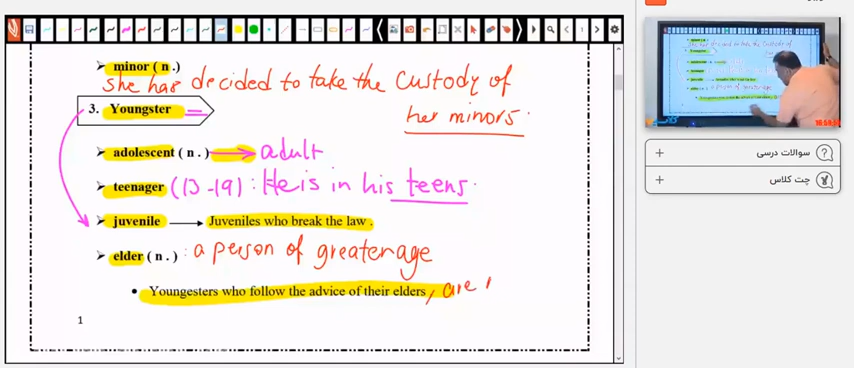 minor ( n .)
she has decided to take the Custody of
her minors.
3. Youngster
adolescent ( n . ) → adult
teenager (13 - 19) : He is in his teens.
juvenile → Juveniles who break the law .
elder ( n . ) : a person of greater age
Youngesters who follow the advice of their elders, are
1
سوالات درسی
چت کلاس